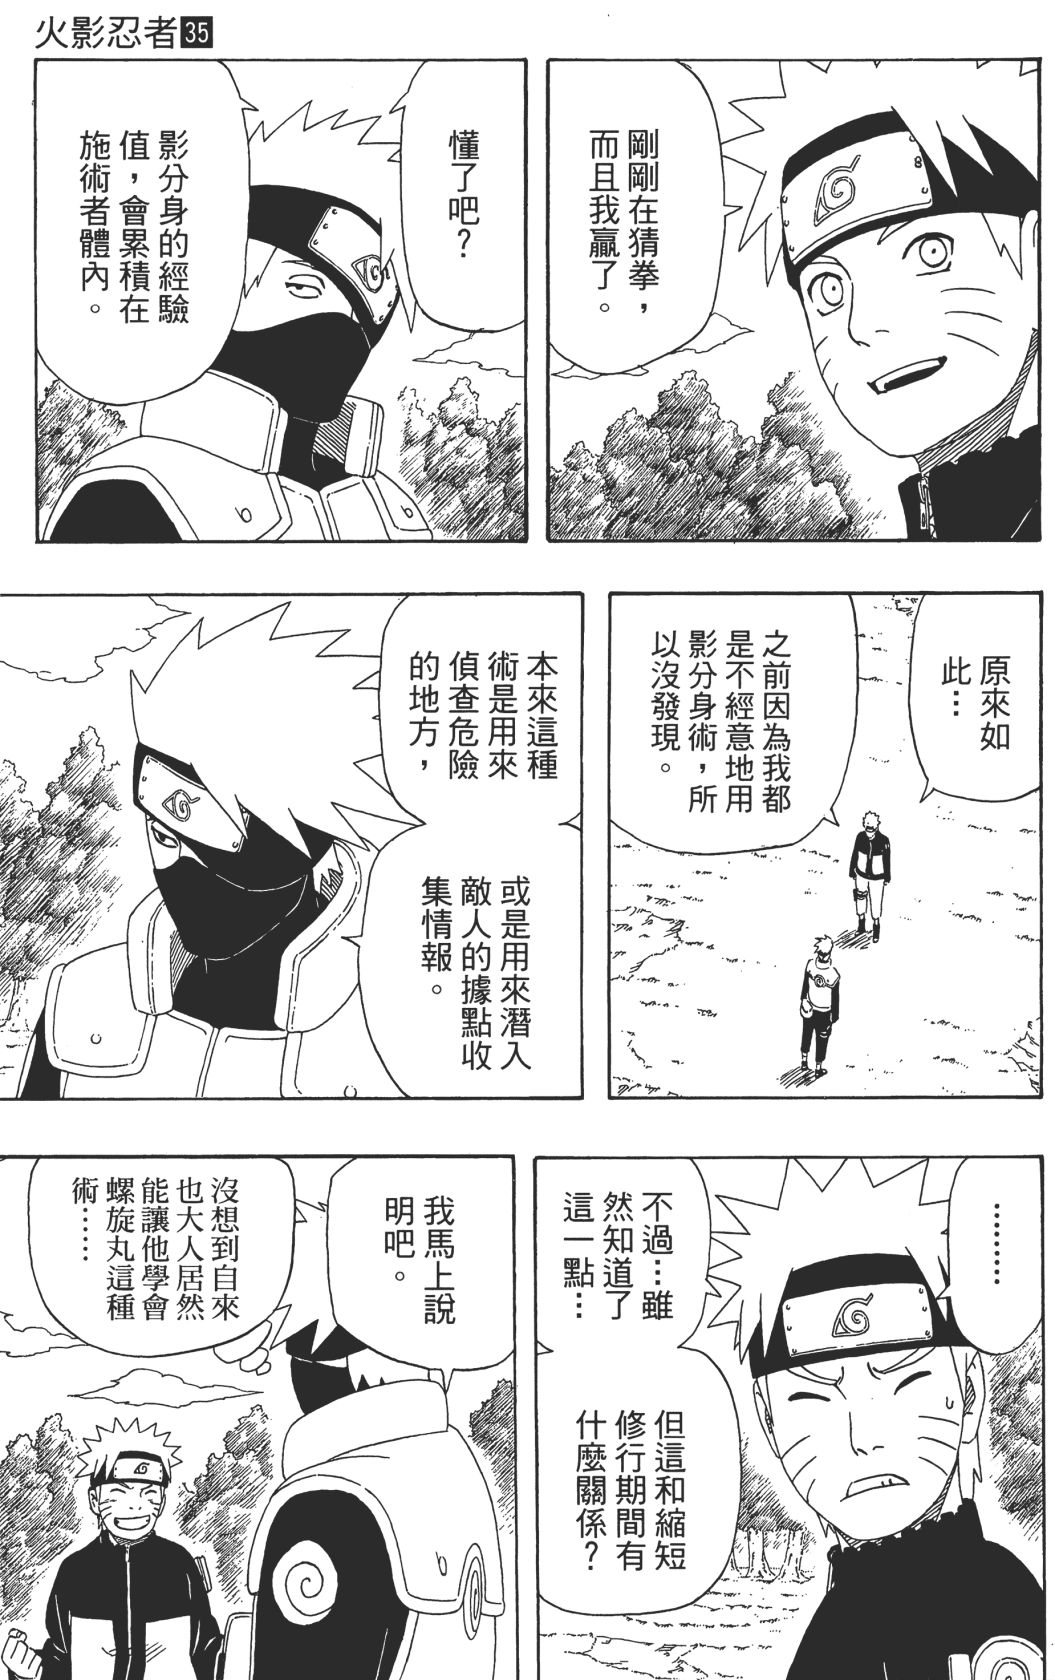 火影忍者35
剛剛在猜拳，
而且我贏了。
懂了吧？
影分身的經驗
值，會累積在
施術者體內。
原來如
此…
之前因為我都
是不經意地用
影分身術，所
以沒發現。
本來這種
術是用來
偵查危險
的地方，
或是用來潛入
敵人的據點收
集情報。
………
不過…雖
然知道了
這一點…
但這和縮短
修行期間有
什麼關係？
我馬上說
明吧。
沒想到自來
也大人居然
能讓他學會
螺旋丸這種
術……